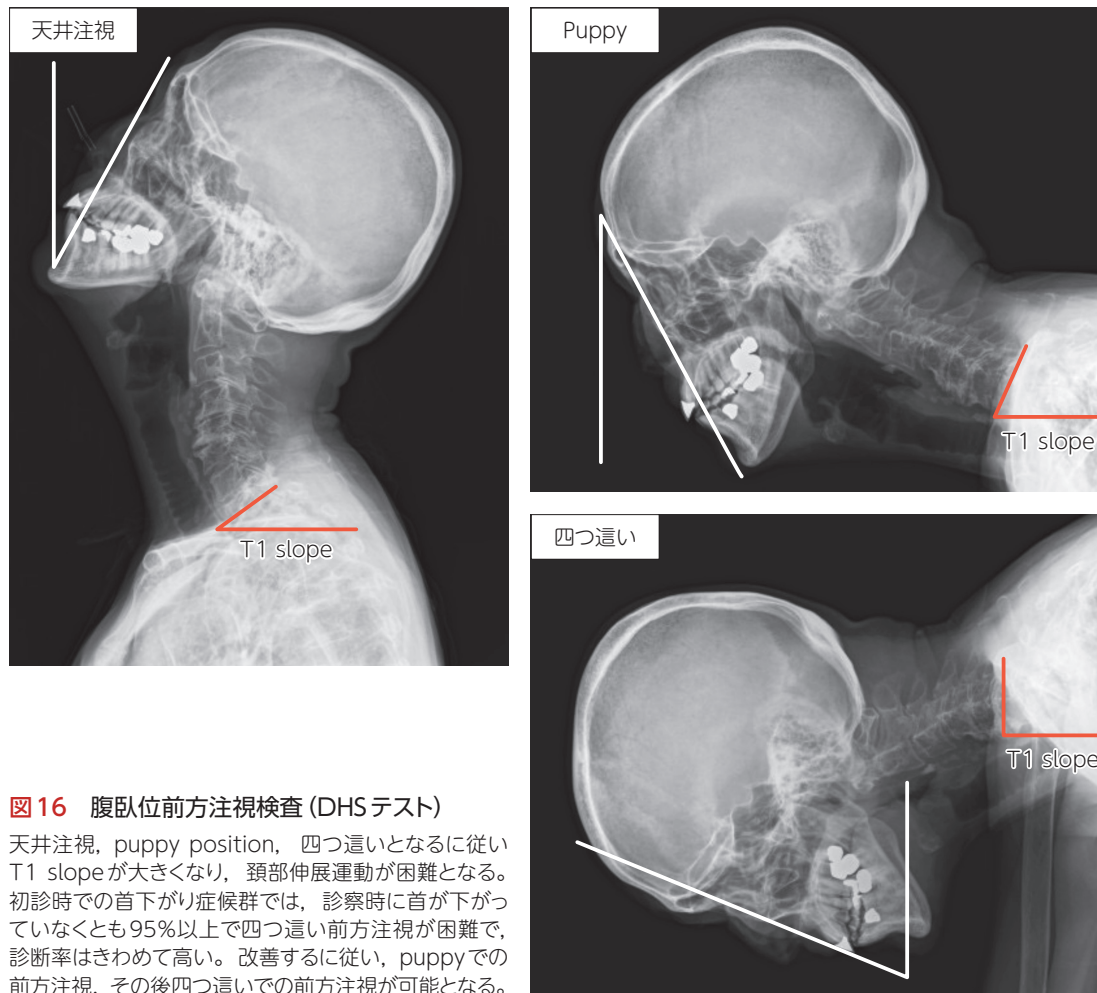 天井注視
T1 slope
Puppy
T1 slope
四つ這い
T1 slope
図16 腹臥位前方注視検査(DHSテスト)
天井注視,puppy position, 四つ這いとなるに従い
T1 slopeが大きくなり,頚部伸展運動が困難となる。
初診時での首下がり症候群では,診察時に首が下がっ
ていなくとも95%以上で四つ這い前方注視が困難で,
診断率はきわめて高い。改善するに従い,puppyでの
前方注視,その後四つ這いでの前方注視が可能となる。